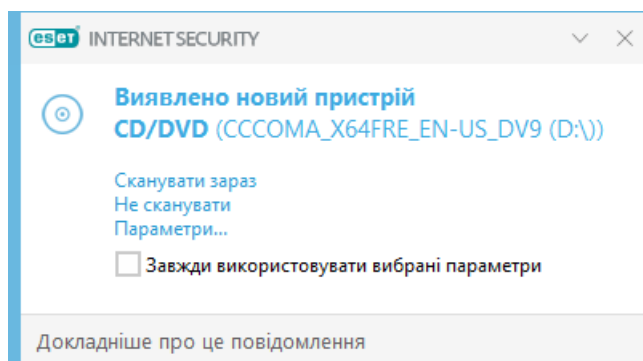 eset INTERNET SECURITY
Виявлено новий пристрій
CD/DVD (CCCOMA_X64FRE_EN-US_DV9 (D:\))
Сканувати зараз
Не сканувати
Параметри...
Завжди використовувати вибрані параметри
Докладніше про це повідомлення